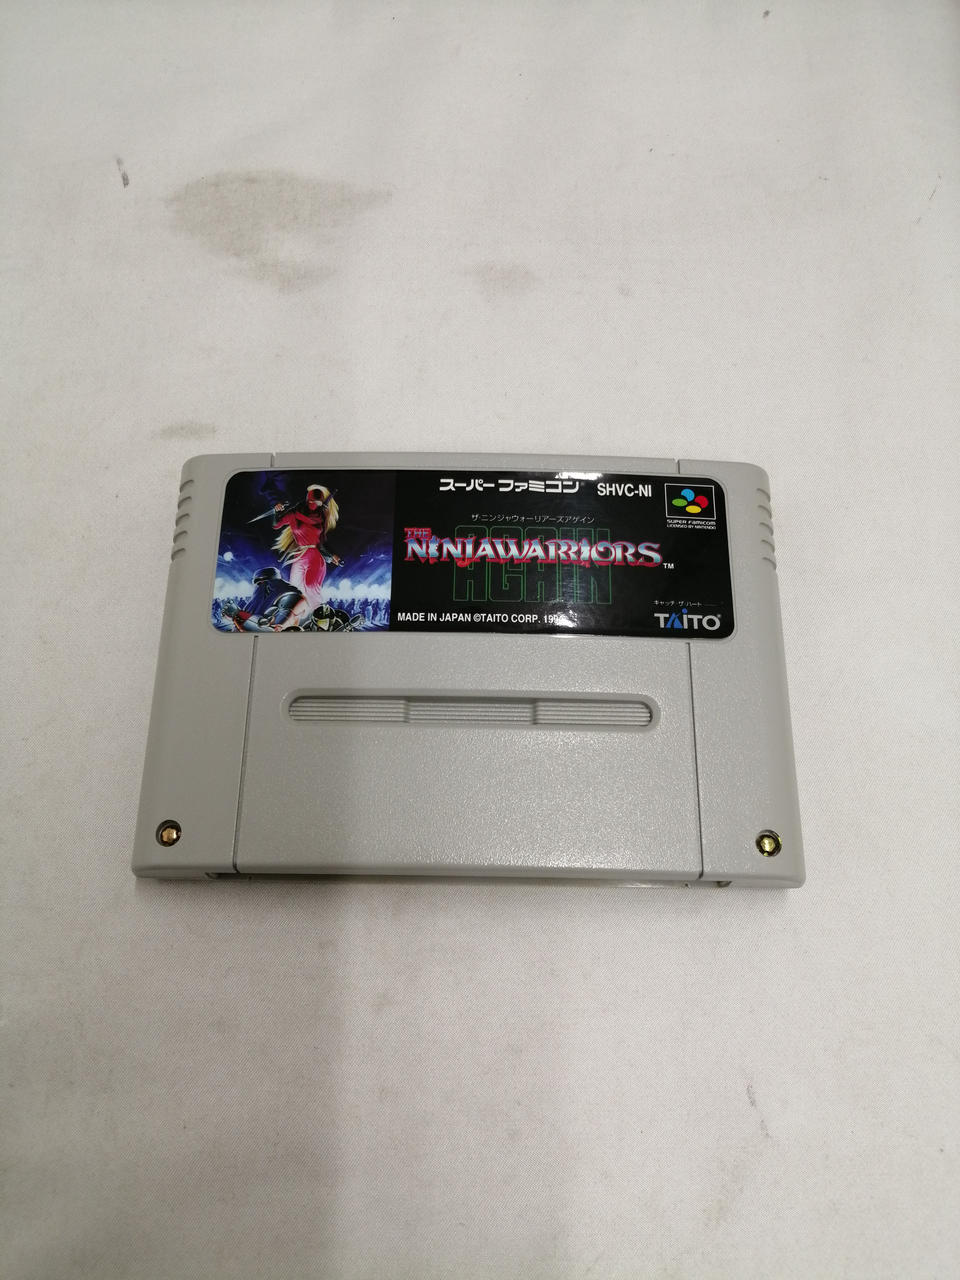 スーパーファミコン SHVC-NI
SUPER FAMICOM
LICENSED BY NINTENDO
ザ・ニンジャウォーリアーズアゲイン
THE
NINJAWARRIORS
AGAIN
TM
キャッチ ザ・ハート
MADE IN JAPAN ©TAITO CORP.
TAITO